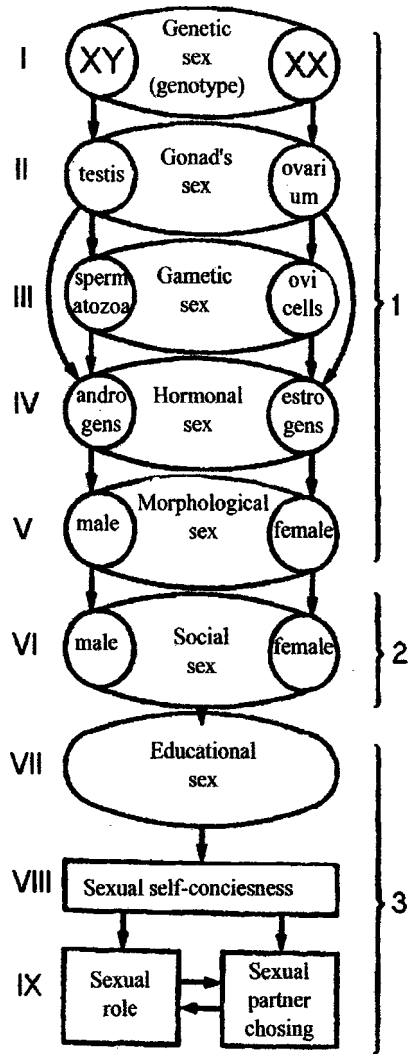 I
XY
Genetic
sex
(genotype)
XX
II
testis
Gonad's
sex
ovari
um
III
sperm
atozoa
Gametic
sex
ovi
cells
1
IV
andro
gens
Hormonal
sex
estro
gens
V
male
Morphological
sex
female
VI
male
Social
sex
female
2
VII
Educational
sex
VIII
Sexual self-conciesness
3
IX
Sexual
role
Sexual
partner
chosing